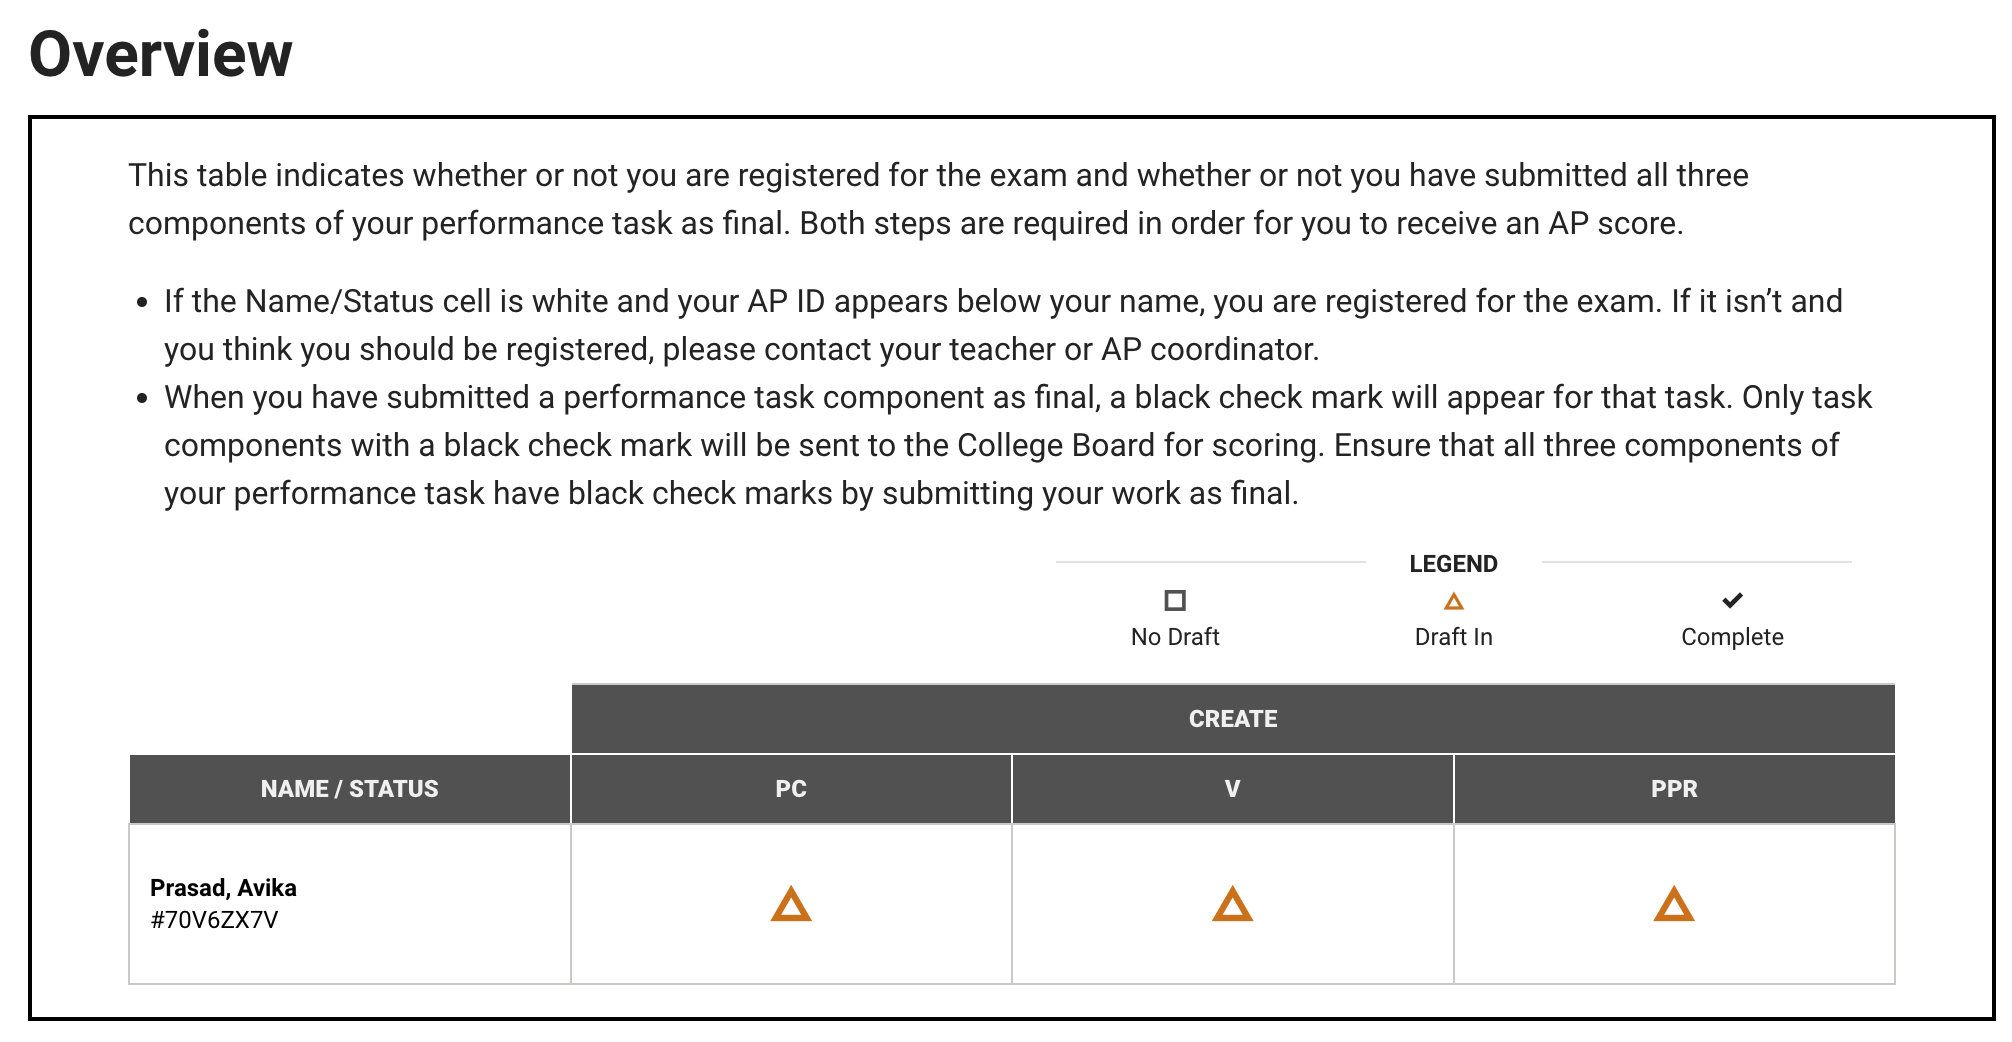 Overview
This table indicates whether or not you are registered for the exam and whether or not you have submitted all three
components of your performance task as final. Both steps are required in order for you to receive an AP score.
• If the Name/Status cell is white and your AP ID appears below your name, you are registered for the exam. If it isn’t and
you think you should be registered, please contact your teacher or AP coordinator.
• When you have submitted a performance task component as final, a black check mark will appear for that task. Only task
components with a black check mark will be sent to the College Board for scoring. Ensure that all three components of
your performance task have black check marks by submitting your work as final.
LEGEND
No Draft Draft In Complete
CREATE
NAME / STATUS PC V PPR
Prasad, Avika
#70V6ZX7V